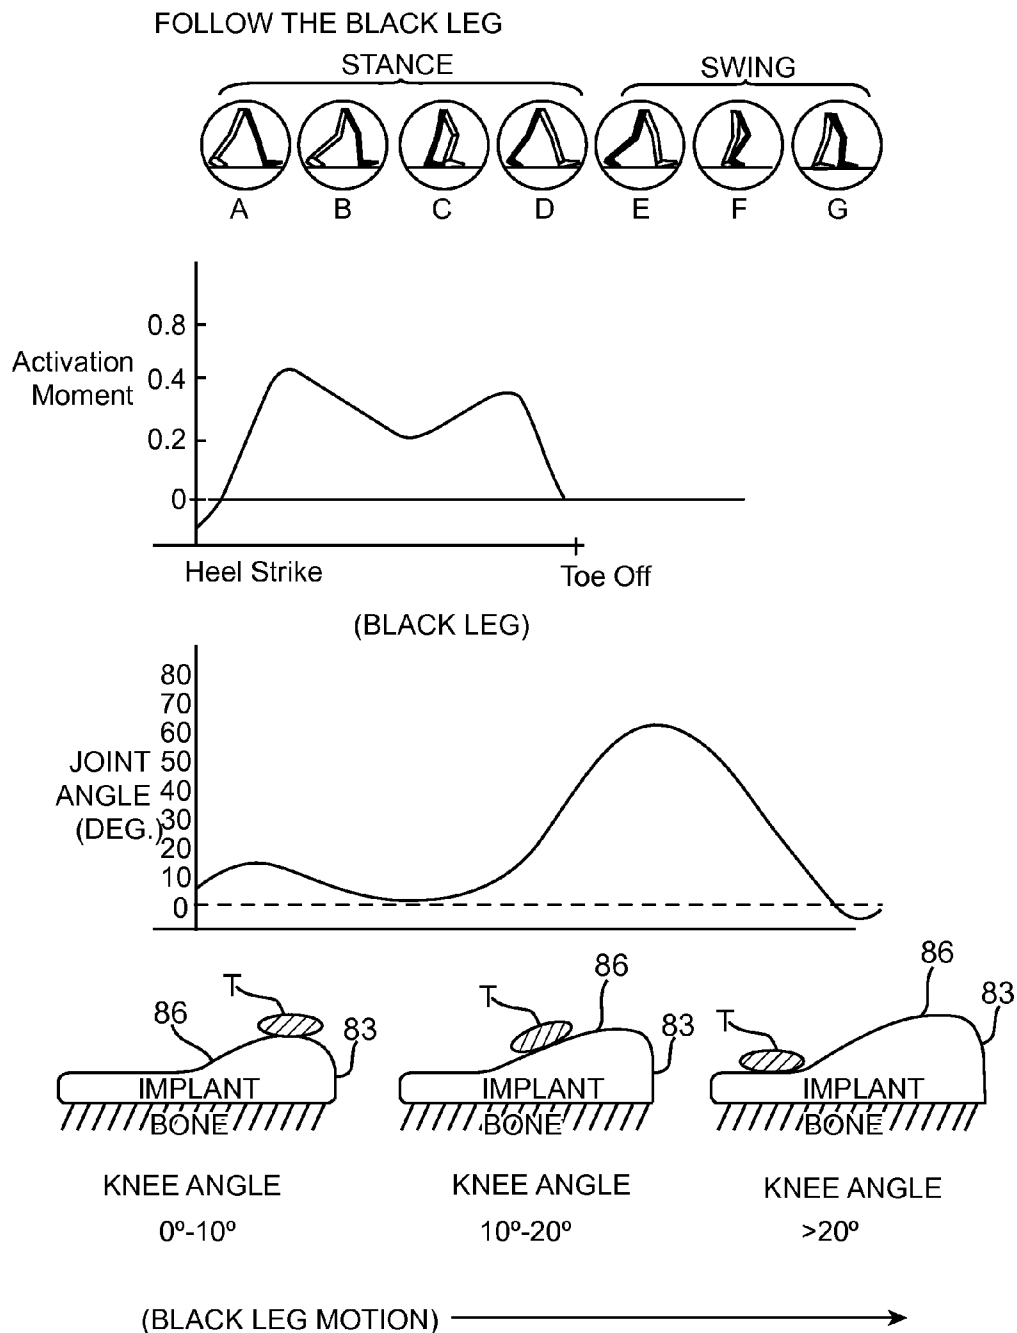 FOLLOW THE BLACK LEG
STANCE SWING
A B C D E F G
0.8
Activation
Moment
0.4
0.2
0
Heel Strike Toe Off
(BLACK LEG)
80
70
60
JOINT 50
ANGLE 40
(DEG.) 30
20
10
0
86 T 83
T 86 83
T 86 83
IMPLANT IMPLANT IMPLANT
BONE BONE BONE
KNEE ANGLE KNEE ANGLE KNEE ANGLE
0º-10º 10º-20º >20º
(BLACK LEG MOTION)